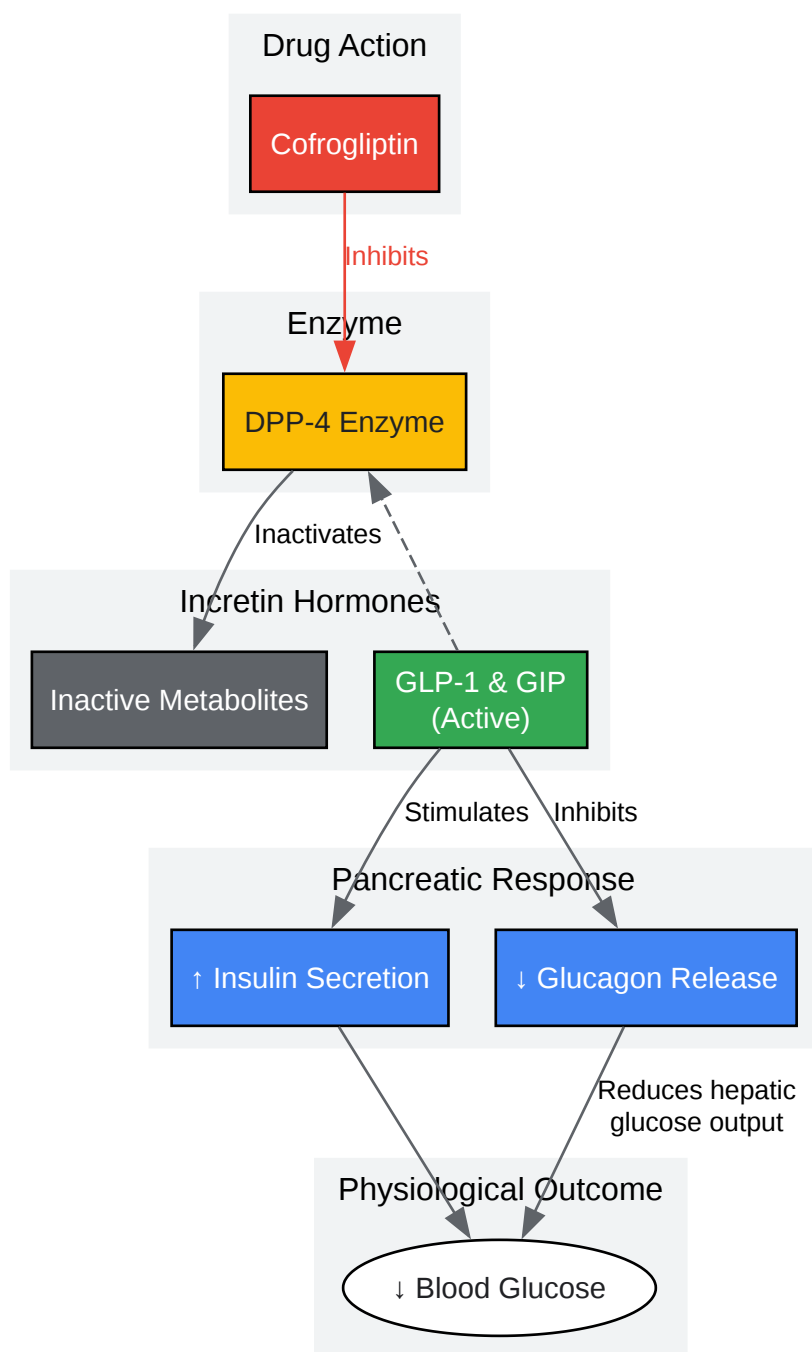 Drug Action
Cofrogliptin
Inhibits
Enzyme
DPP-4 Enzyme
Inactivates
Incretin Hormones
Inactive Metabolites
GLP-1 & GIP
(Active)
Stimulates
Inhibits
Pancreatic Response
↑ Insulin Secretion
↓ Glucagon Release
Reduces hepatic
glucose output
Physiological Outcome
↓ Blood Glucose